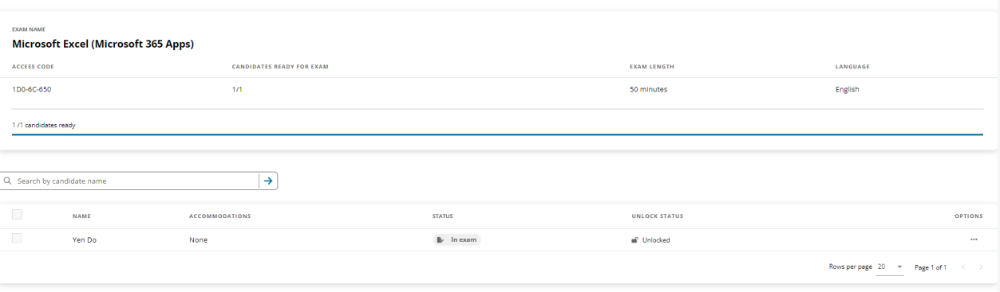 EXAM NAME
Microsoft Excel (Microsoft 365 Apps)
ACCESS CODE CANDIDATES READY FOR EXAM EXAM LENGTH LANGUAGE
1D0-6C-650 1/1 50 minutes English
1 /1 candidates ready
Search by candidate name
NAME ACCOMMODATIONS STATUS UNLOCK STATUS OPTIONS
Yen Do None In exam Unlocked ...
Rows per page 20 Page 1 of 1